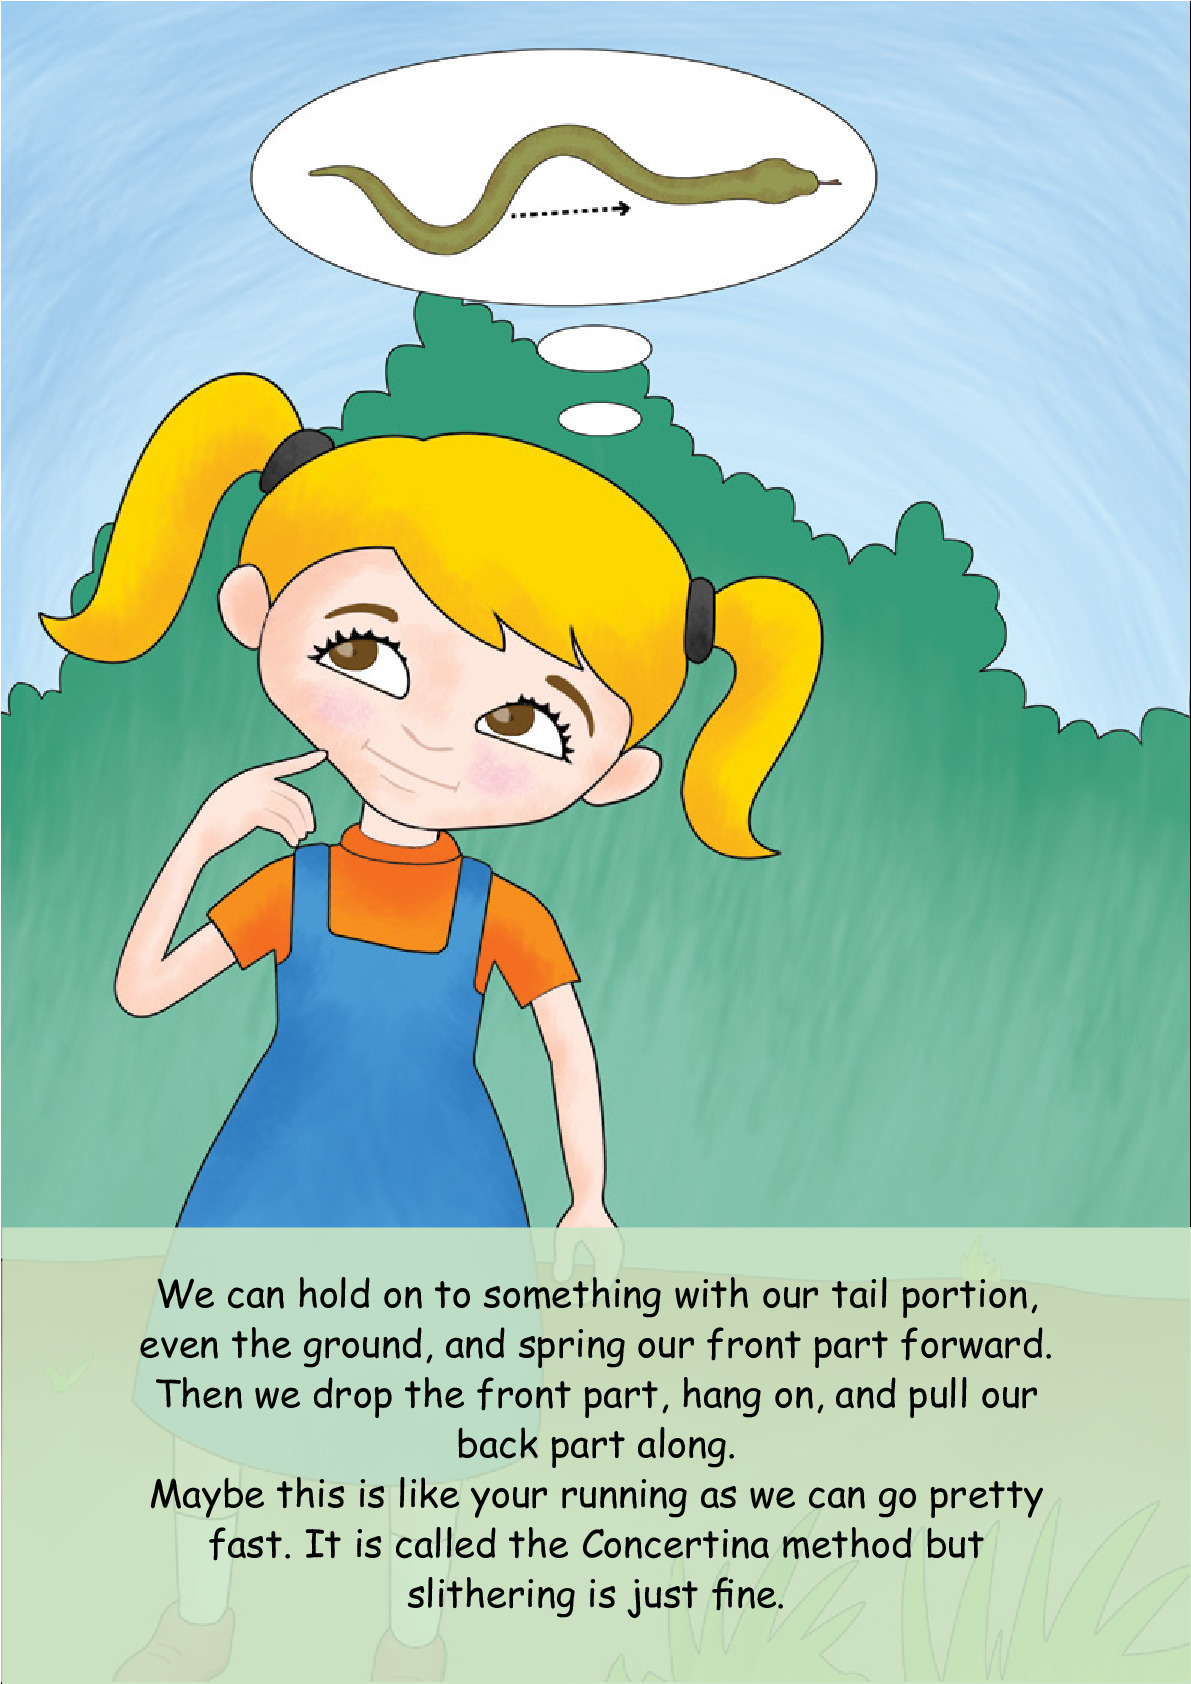 We can hold on to something with our tail portion,
even the ground, and spring our front part forward.
Then we drop the front part, hang on, and pull our
back part along.
Maybe this is like your running as we can go pretty
fast. It is called the Concertina method but
slithering is just fine.